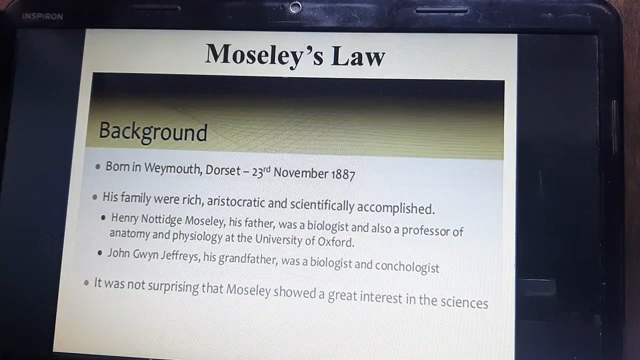 INSPIRON
Moseley's Law
Background
• Born in Weymouth, Dorset – 23rd November 1887
• His family were rich, aristocratic and scientifically accomplished.
• Henry Nottidge Moseley, his father, was a biologist and also a professor of
anatomy and physiology at the University of Oxford.
• John Gwyn Jeffreys, his grandfather, was a biologist and conchologist
• It was not surprising that Moseley showed a great interest in the sciences